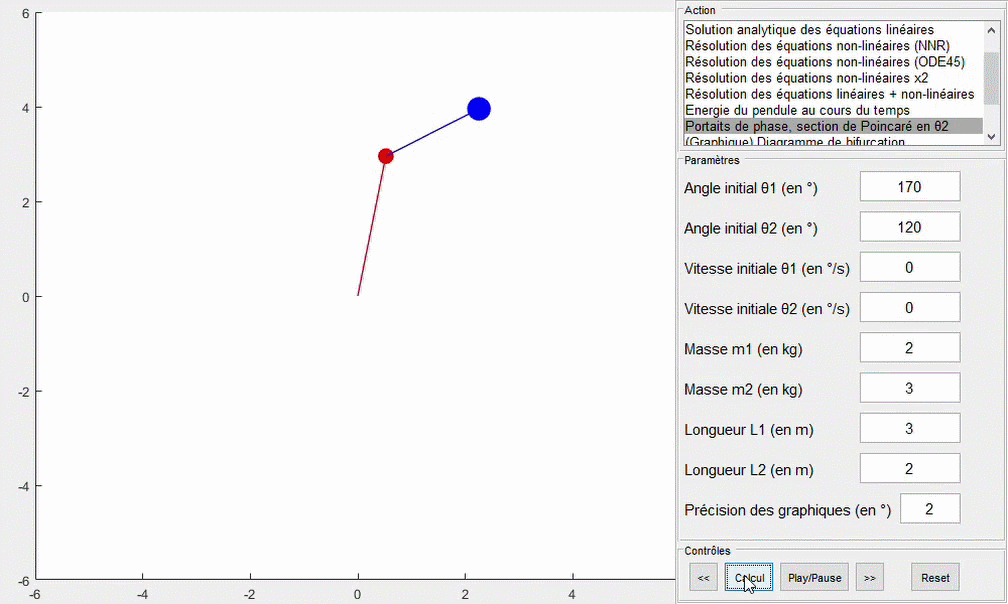 6
4
2
0
-2
-4
-6
-6
-4
-2
0
2
4
Action
Solution analytique des équations linéaires
Résolution des équations non-linéaires (NNR)
Résolution des équations non-linéaires (ODE45)
Résolution des équations non-linéaires x2
Résolution des équations linéaires + non-linéaires
Energie du pendule au cours du temps
Portaits de phase, section de Poincaré en θ2
(Graphique) Diagramme de bifurcation
Paramètres
Angle initial θ1 (en °) 170
Angle initial θ2 (en °) 120
Vitesse initiale θ1 (en °/s) 0
Vitesse initiale θ2 (en °/s) 0
Masse m1 (en kg) 2
Masse m2 (en kg) 3
Longueur L1 (en m) 3
Longueur L2 (en m) 2
Précision des graphiques (en °) 2
Contrôles
<< Calcul Play/Pause >> Reset